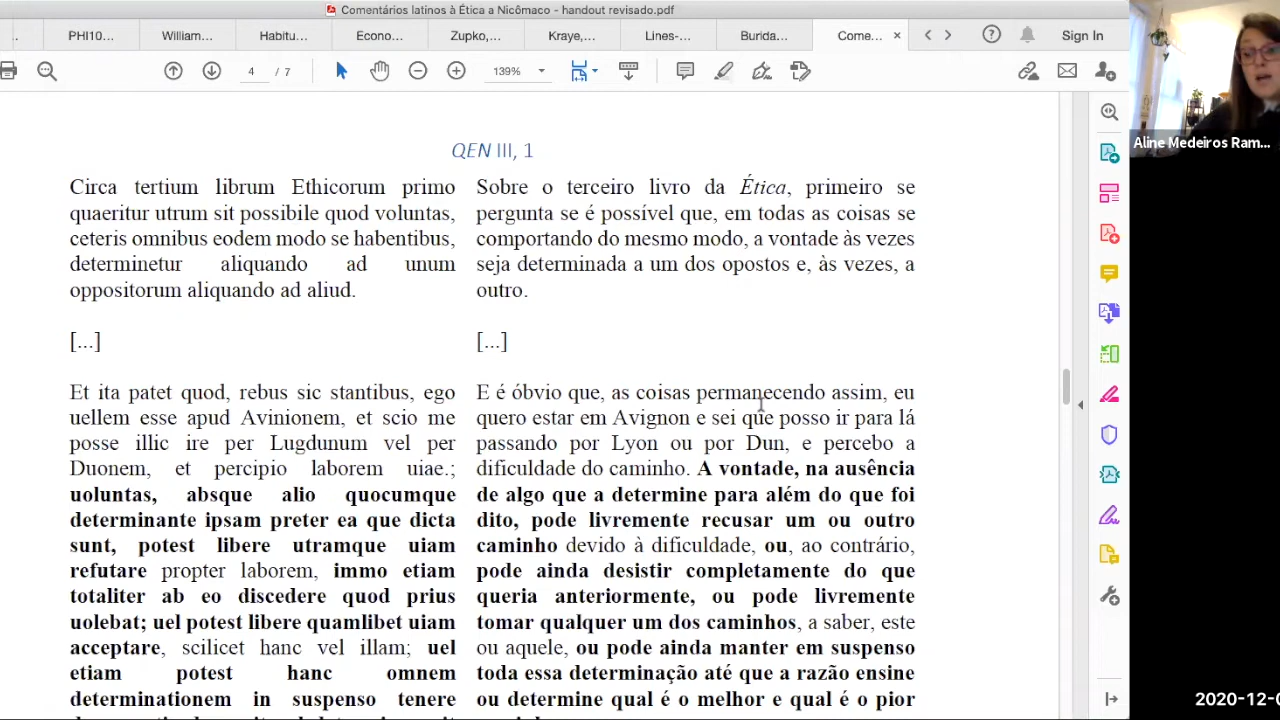 Comentários latinos à Ética a Nicômaco - handout revisado.pdf
... PHI10... William... Habitu... Econo... Zupko,... Kraye,... Lines-... Burida... Come... × Sign In
4 / 7 139%
Aline Medeiros Ram...
QEN III, 1
Circa tertium librum Ethicorum primo
quaeritur utrum sit possibile quod voluntas,
ceteris omnibus eodem modo se habentibus,
determinetur aliquando ad unum
oppositorum aliquando ad aliud.
[...]
Et ita patet quod, rebus sic stantibus, ego
uellem esse apud Avinionem, et scio me
posse illic ire per Lugdunum vel per
Duonem, et percipio laborem uiae.;
uoluntas, absque alio quocumque
determinante ipsam preter ea que dicta
sunt, potest libere utramque uiam
refutare propter laborem, immo etiam
totaliter ab eo discedere quod prius
uolebat; uel potest libere quamlibet uiam
acceptare, scilicet hanc vel illam; uel
etiam potest hanc omnem
determinationem in suspenso tenere
Sobre o terceiro livro da Ética, primeiro se
pergunta se é possível que, em todas as coisas se
comportando do mesmo modo, a vontade às vezes
seja determinada a um dos opostos e, às vezes, a
outro.
[...]
E é óbvio que, as coisas permanecendo assim, eu
quero estar em Avignon e sei que posso ir para lá
passando por Lyon ou por Dun, e percebo a
dificuldade do caminho. A vontade, na ausência
de algo que a determine para além do que foi
dito, pode livremente recusar um ou outro
caminho devido à dificuldade, ou, ao contrário,
pode ainda desistir completamente do que
queria anteriormente, ou pode livremente
tomar qualquer um dos caminhos, a saber, este
ou aquele, ou pode ainda manter em suspenso
toda essa determinação até que a razão ensine
ou determine qual é o melhor e qual é o pior
2020-12-0